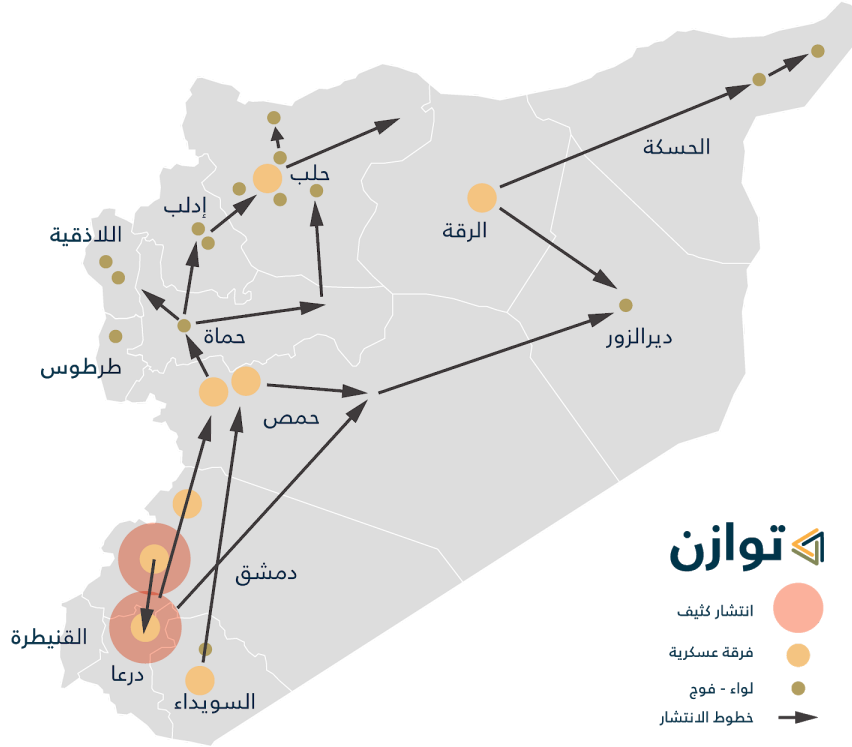 الحسكة
حلب
إدلب
الرقة
اللاذقية
حماة
ديرالزور
طرطوس
حمص
دمشق
القنيطرة
درعا
السويداء
توازن
انتشار كثيف
فرقة عسكرية
لواء - فوج
خطوط الانتشار